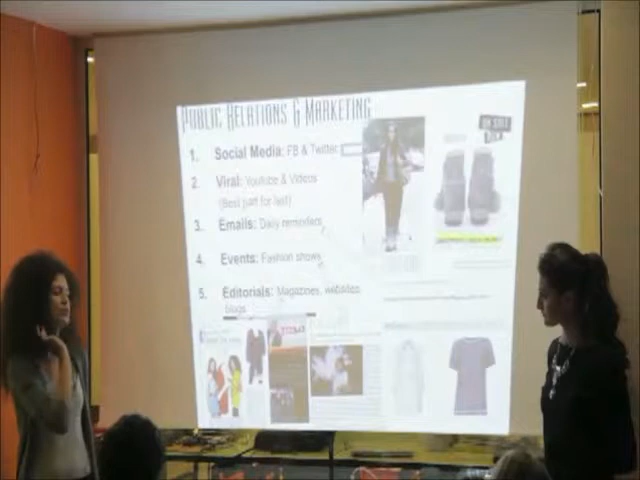 Public Relations & Marketing
1. Social Media: FB & Twitter
2. Viral: Youtube & Videos
(Best part for last)
3. Emails: Daily reminders
4. Events: Fashion shows
5. Editorials: Magazines, websites,
blogs